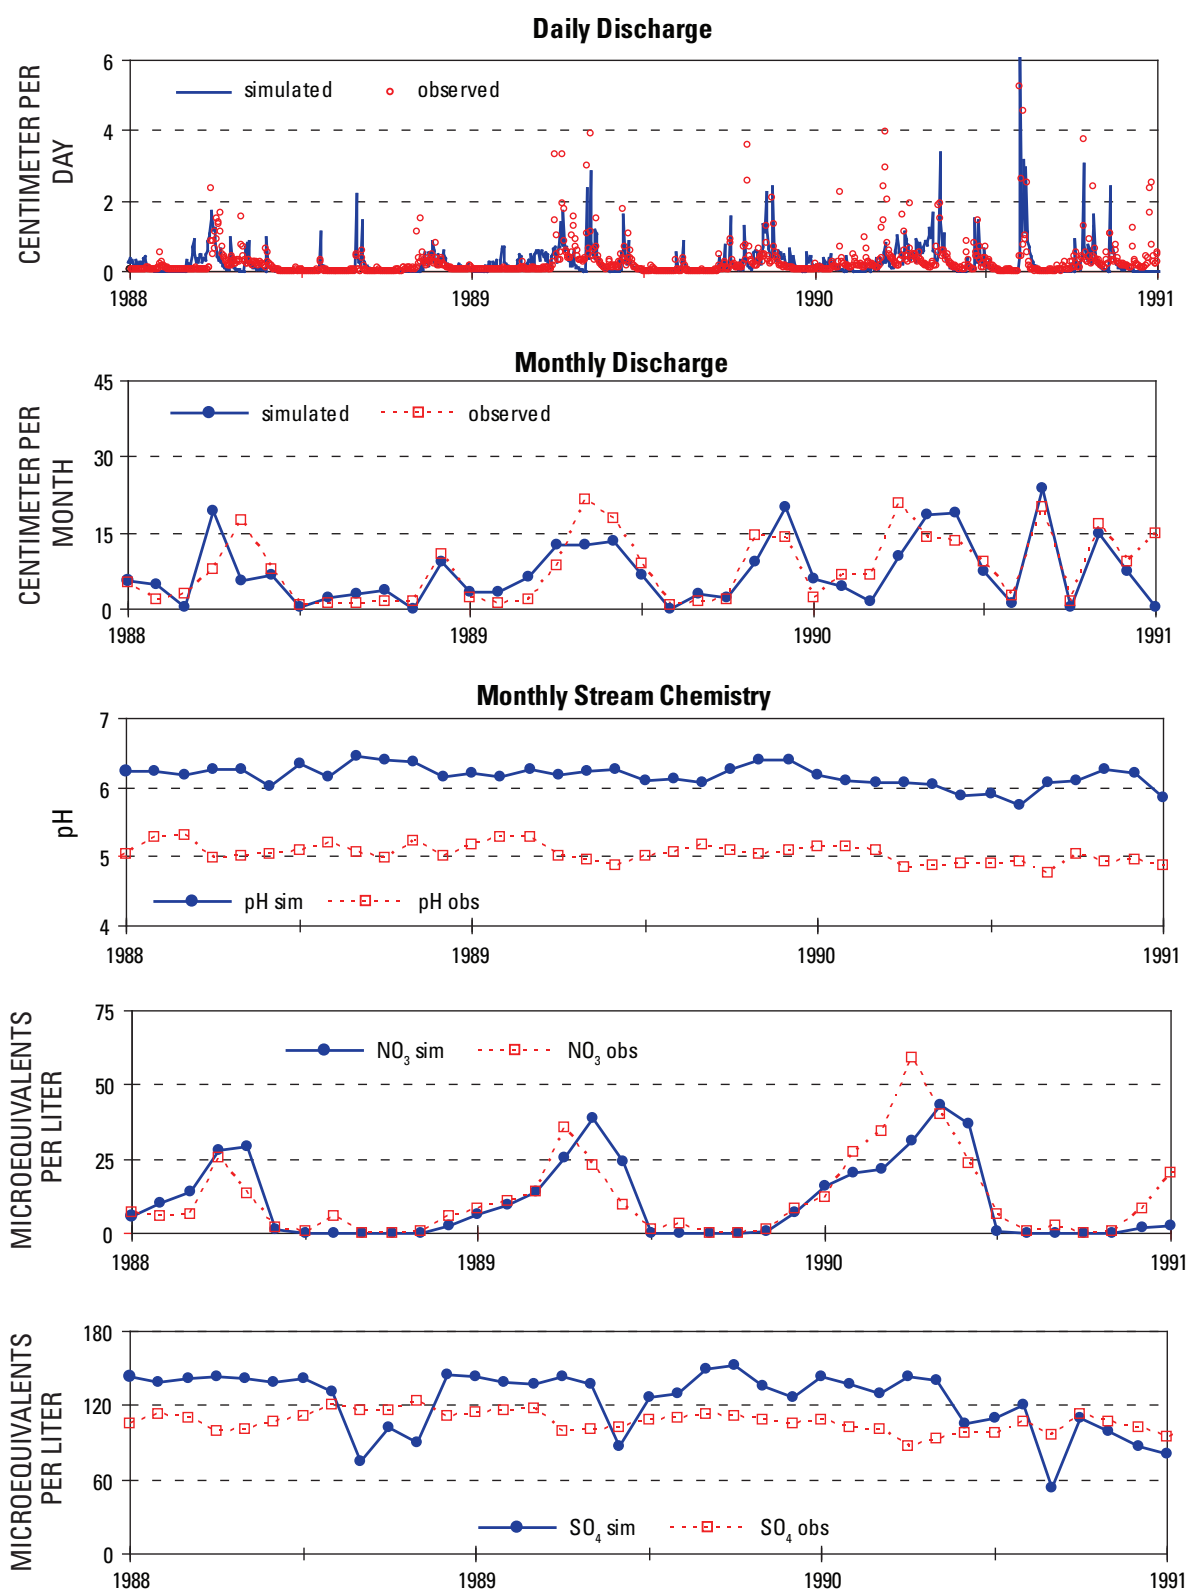 Daily Discharge
CENTIMETER PER
DAY
6
4
2
0
simulated observed
1988 1989 1990 1991
Monthly Discharge
CENTIMETER PER
MONTH
45
30
15
0
simulated observed
1988 1989 1990 1991
Monthly Stream Chemistry
pH
7
6
5
4
pH sim pH obs
1988 1989 1990 1991
MICROEQUIVALENTS
PER LITER
75
50
25
0
NO₃ sim NO₃ obs
1988 1989 1990 1991
MICROEQUIVALENTS
PER LITER
180
120
60
0
SO₄ sim SO₄ obs
1988 1989 1990 1991